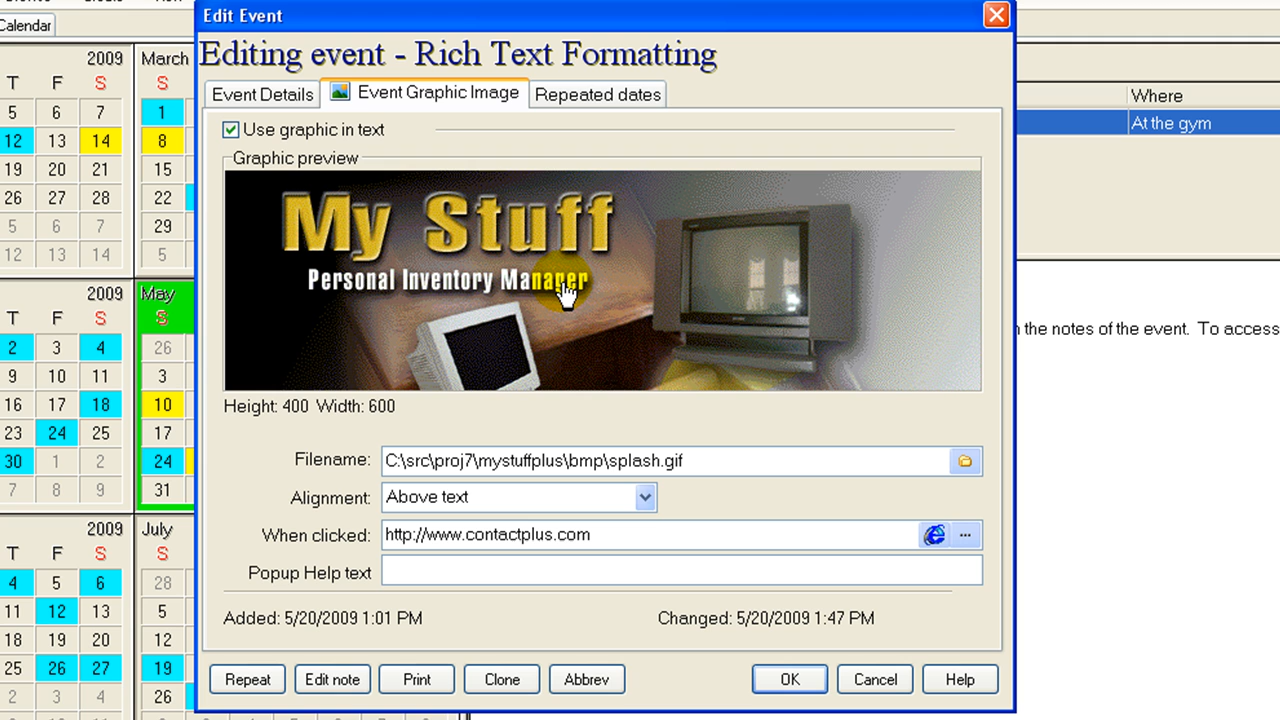 Edit Event
Editing event - Rich Text Formatting
Calendar
Event Details
Event Graphic Image
Repeated dates
Use graphic in text
Graphic preview
My Stuff
Personal Inventory Manager
Height: 400 Width: 600
Filename: C:\src\proj7\mystuffplus\bmp\splash.gif
Alignment: Above text
When clicked: http://www.contactplus.com
...
Popup Help text
Added: 5/20/2009 1:01 PM
Changed: 5/20/2009 1:47 PM
Repeat
Edit note
Print
Clone
Abbrev
OK
Cancel
Help
Where
At the gym
the notes of the event. To access
2009 March
T F S S
5 6 7 1
12 13 14 8
19 20 21 15
26 27 28 22
5 6 7 29
12 13 14 5
2009 May
T F S S
2 3 4 26
9 10 11 3
16 17 18 10
23 24 25 17
30 1 2 24
7 8 9 31
2009 July
T F S S
4 5 6 28
11 12 13 5
18 19 20 12
25 26 27 19
2 3 4 26